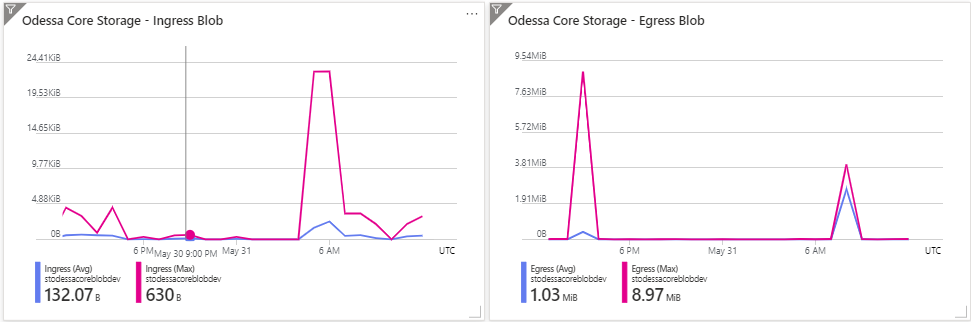 Odessa Core Storage - Ingress Blob
24.41KiB
19.53KiB
14.65KiB
9.77KiB
4.88KiB
0B
6 PM
May 30 9:00 PM
May 31
6 AM
UTC
Ingress (Avg)
stodessacoreblobdev
132.07 B
Ingress (Max)
stodessacoreblobdev
630 B
Odessa Core Storage - Egress Blob
9.54MiB
7.63MiB
5.72MiB
3.81MiB
1.91MiB
0B
6 PM
May 31
6 AM
UTC
Egress (Avg)
stodessacoreblobdev
1.03 MiB
Egress (Max)
stodessacoreblobdev
8.97 MiB